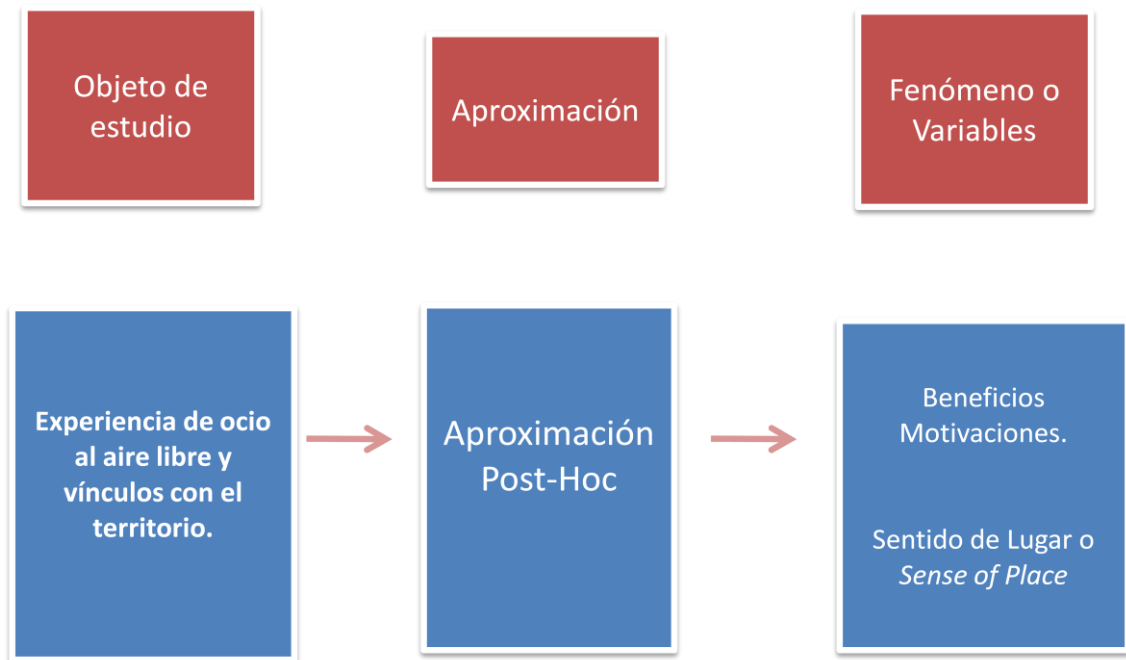 Objeto de
estudio
Aproximación
Fenómeno o
Variables
Experiencia de ocio
al aire libre y
vínculos con el
territorio.
Aproximación
Post-Hoc
Beneficios
Motivaciones.
Sentido de Lugar o
Sense of Place